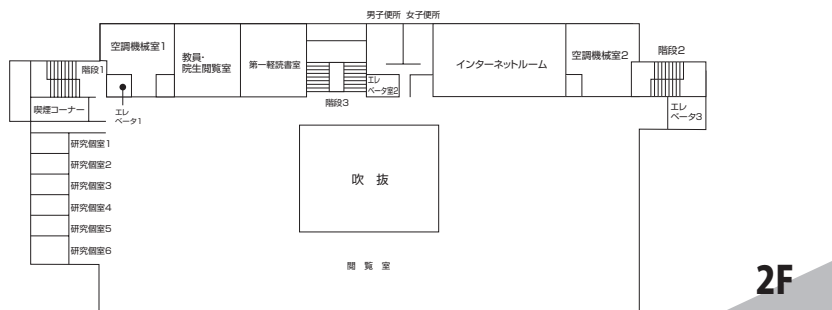 男子便所 女子便所
空調機械室1
教員・
院生閲覧室
第一軽読書室
インターネットルーム
空調機械室2
階段2
階段1
エレ
ベータ1
階段3
エレ
ベータ室2
喫煙コーナー
エレ
ベータ3
研究個室1
研究個室2
研究個室3
研究個室4
研究個室5
研究個室6
吹 抜
閲 覧 室
2F